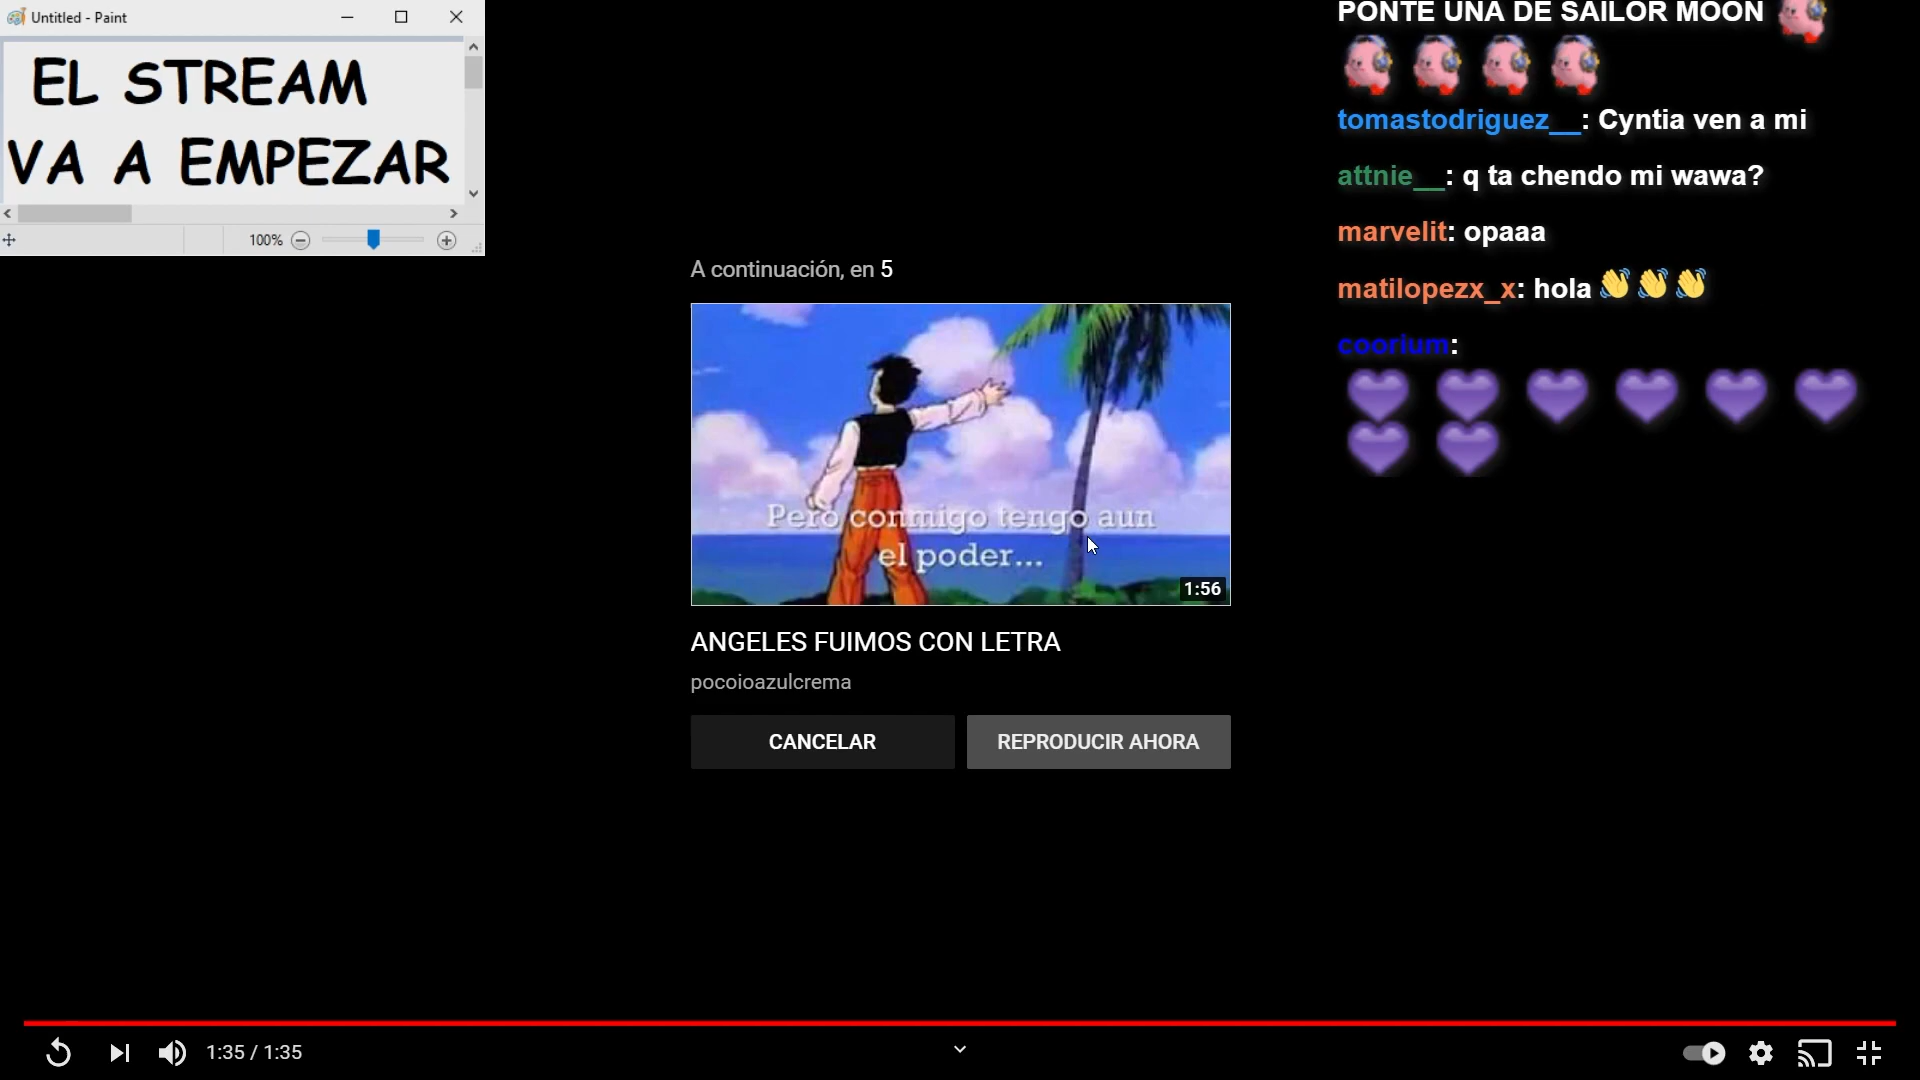 Untitled - Paint
EL STREAM
VA A EMPEZAR
100%
A continuación, en 5
Pero conmigo tengo aun
el poder...
1:56
ANGELES FUIMOS CON LETRA
pocoioazulcrema
CANCELAR
REPRODUCIR AHORA
PONTE UNA DE SAILOR MOON
tomastodriguez__: Cyntia ven a mi
attnie__: q ta chendo mi wawa?
marvelit: opaaa
matilopezx_x: hola 👋👋👋
coorium:
💜💜💜💜💜💜
💜💜
1:35 / 1:35